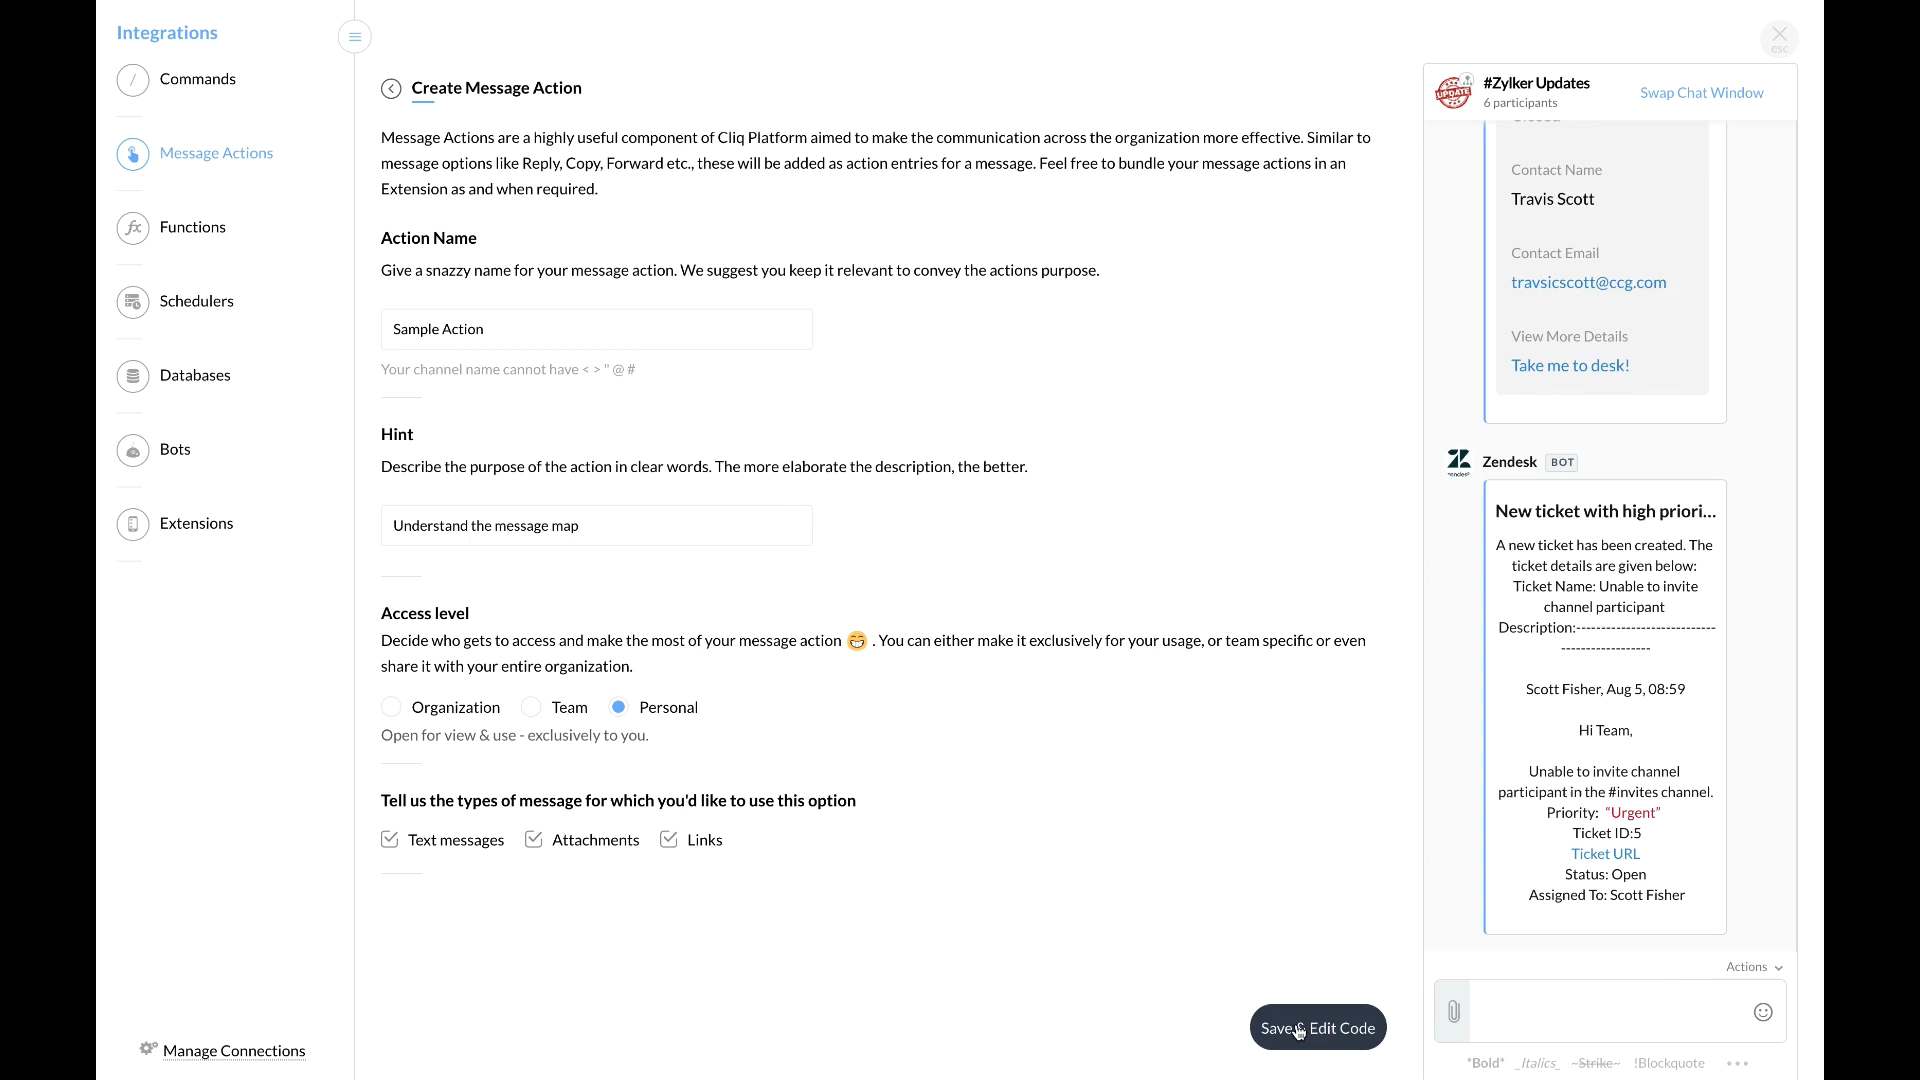 Integrations
/
Commands
Message Actions
fx
Functions
Schedulers
Databases
Bots
Extensions
Manage Connections
esc
Create Message Action
Message Actions are a highly useful component of Cliq Platform aimed to make the communication across the organization more effective. Similar to
message options like Reply, Copy, Forward etc., these will be added as action entries for a message. Feel free to bundle your message actions in an
Extension as and when required.
Action Name
Give a snazzy name for your message action. We suggest you keep it relevant to convey the actions purpose.
Sample Action
Your channel name cannot have < > " @ #
Hint
Describe the purpose of the action in clear words. The more elaborate the description, the better.
Understand the message map
Access level
Decide who gets to access and make the most of your message action 😁 . You can either make it exclusively for your usage, or team specific or even
share it with your entire organization.
Organization
Team
Personal
Open for view & use - exclusively to you.
Tell us the types of message for which you'd like to use this option
Text messages
Attachments
Links
Save & Edit Code
UPDATE
#Zylker Updates
6 participants
Swap Chat Window
Closed
Contact Name
Travis Scott
Contact Email
travsicscott@ccg.com
View More Details
Take me to desk!
zendesk
Zendesk BOT
New ticket with high priori...
A new ticket has been created. The
ticket details are given below:
Ticket Name: Unable to invite
channel participant
Description:----------------------------
------------------
Scott Fisher, Aug 5, 08:59
Hi Team,
Unable to invite channel
participant in the #invites channel.
Priority: “Urgent”
Ticket ID:5
Ticket URL
Status: Open
Assigned To: Scott Fisher
Actions
*Bold* _Italics_ ~Strike~ !Blockquote